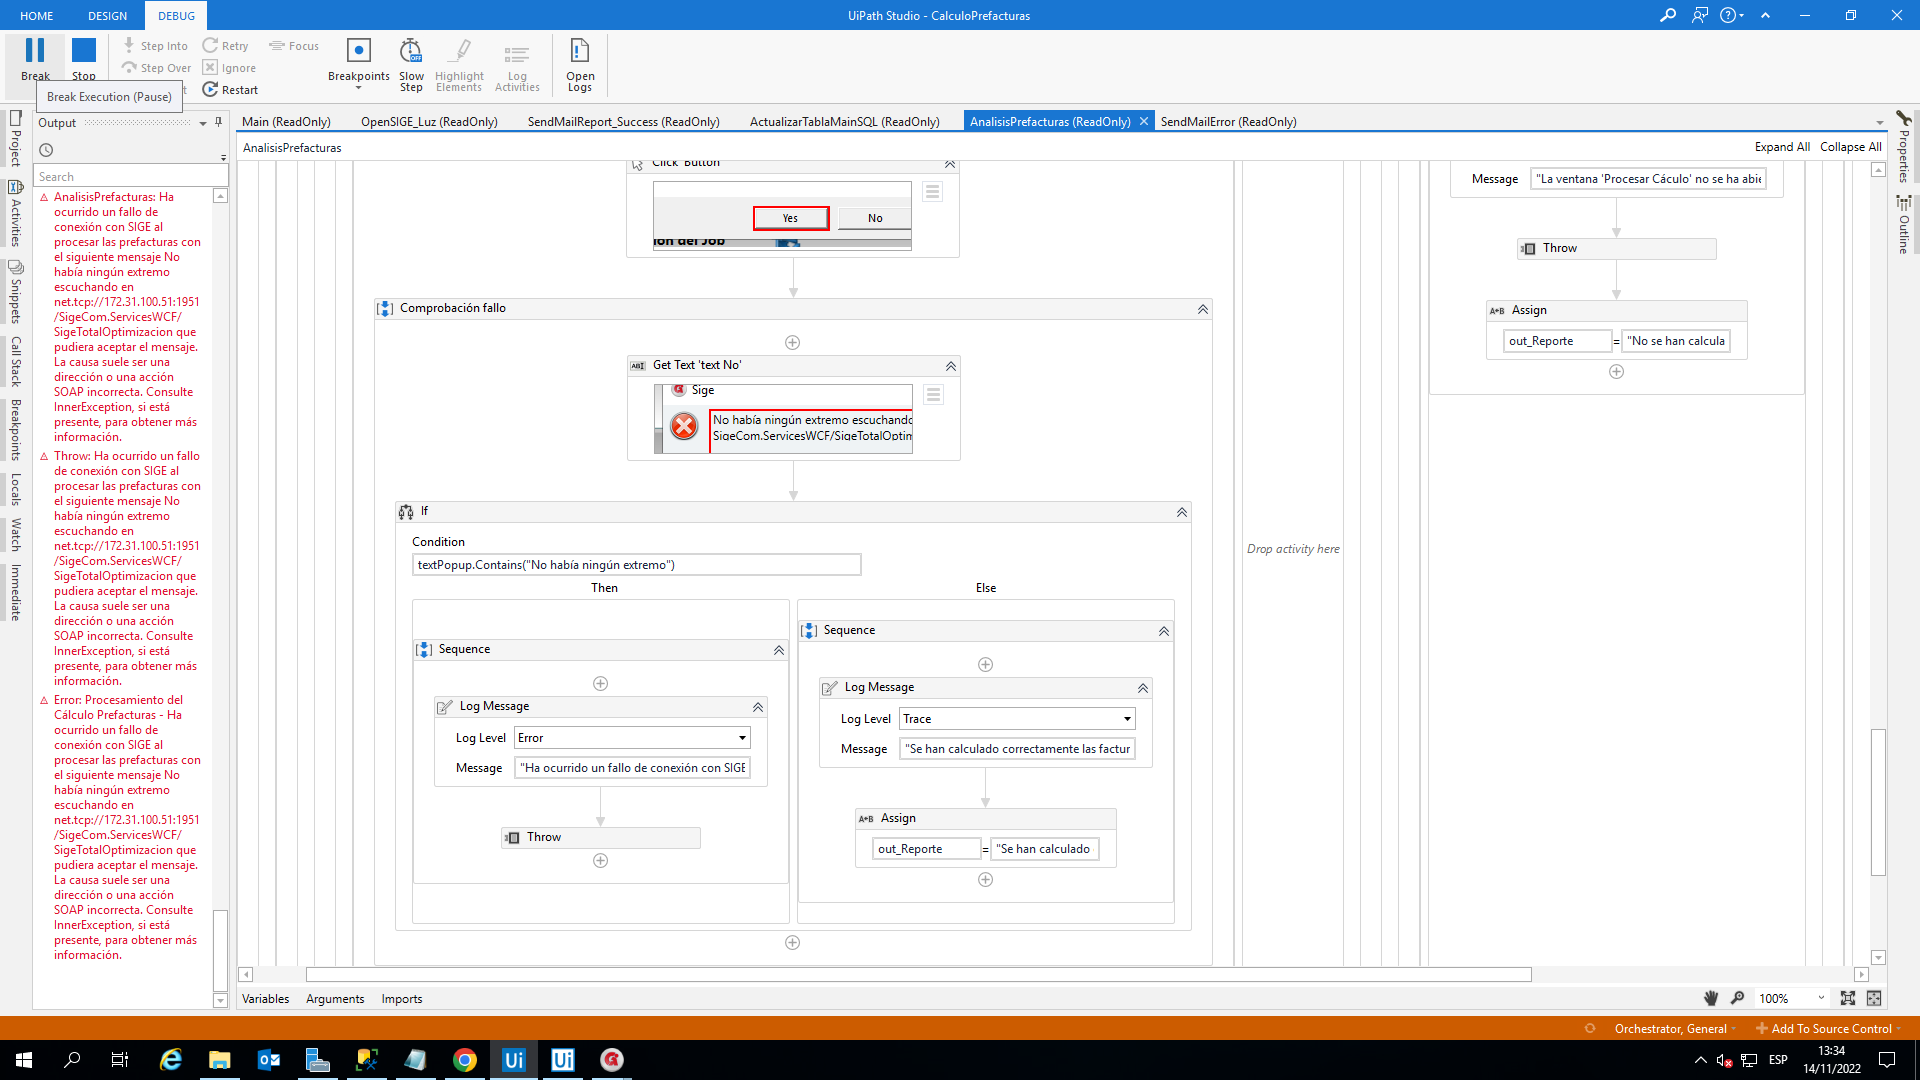 HOME
DESIGN
DEBUG
UiPath Studio - CalculoPrefacturas
Break
Stop
Step Into
Step Over
Retry
Ignore
Restart
Focus
Breakpoints
Slow
Step
Highlight
Elements
Log
Activities
Open
Logs
Break Execution (Pause)
Output
Search
Project
Activities
Snippets
Call Stack
Breakpoints
Locals
Watch
Immediate
AnalisisPrefacturas: Ha
ocurrido un fallo de
conexión con SIGE al
procesar las prefacturas con
el siguiente mensaje No
había ningún extremo
escuchando en
net.tcp://172.31.100.51:1951
/SigeCom.ServicesWCF/
SigeTotalOptimizacion que
pudiera aceptar el mensaje.
La causa suele ser una
dirección o una acción
SOAP incorrecta. Consulte
InnerException, si está
presente, para obtener más
información.
Throw: Ha ocurrido un fallo
de conexión con SIGE al
procesar las prefacturas con
el siguiente mensaje No
había ningún extremo
escuchando en
net.tcp://172.31.100.51:1951
/SigeCom.ServicesWCF/
SigeTotalOptimizacion que
pudiera aceptar el mensaje.
La causa suele ser una
dirección o una acción
SOAP incorrecta. Consulte
InnerException, si está
presente, para obtener más
información.
Error: Procesamiento del
Cálculo Prefacturas - Ha
ocurrido un fallo de
conexión con SIGE al
procesar las prefacturas con
el siguiente mensaje No
había ningún extremo
escuchando en
net.tcp://172.31.100.51:1951
/SigeCom.ServicesWCF/
SigeTotalOptimizacion que
pudiera aceptar el mensaje.
La causa suele ser una
dirección o una acción
SOAP incorrecta. Consulte
InnerException, si está
presente, para obtener más
información.
Main (ReadOnly)
OpenSIGE_Luz (ReadOnly)
SendMailReport_Success (ReadOnly)
ActualizarTablaMainSQL (ReadOnly)
AnalisisPrefacturas (ReadOnly)
SendMailError (ReadOnly)
AnalisisPrefacturas
Expand All
Collapse All
Click 'Button'
Yes
No
ión del Job
Comprobación fallo
Get Text 'text No'
Sige
No había ningún extremo escuchando
SigeCom.ServicesWCF/SigeTotalOptim
If
Condition
textPopup.Contains("No había ningún extremo")
Then
Else
Sequence
Log Message
Log Level
Error
Message
"Ha ocurrido un fallo de conexión con SIGE
Throw
Sequence
Log Message
Log Level
Trace
Message
"Se han calculado correctamente las factur
A+B Assign
out_Reporte
=
"Se han calculado
Drop activity here
Message
"La ventana 'Procesar Cáculo' no se ha abie
Throw
A+B Assign
out_Reporte
=
"No se han calcula
Properties
Outline
Variables
Arguments
Imports
100%
Orchestrator, General
Add To Source Control
Ui
Ui
ESP
13:34
14/11/2022